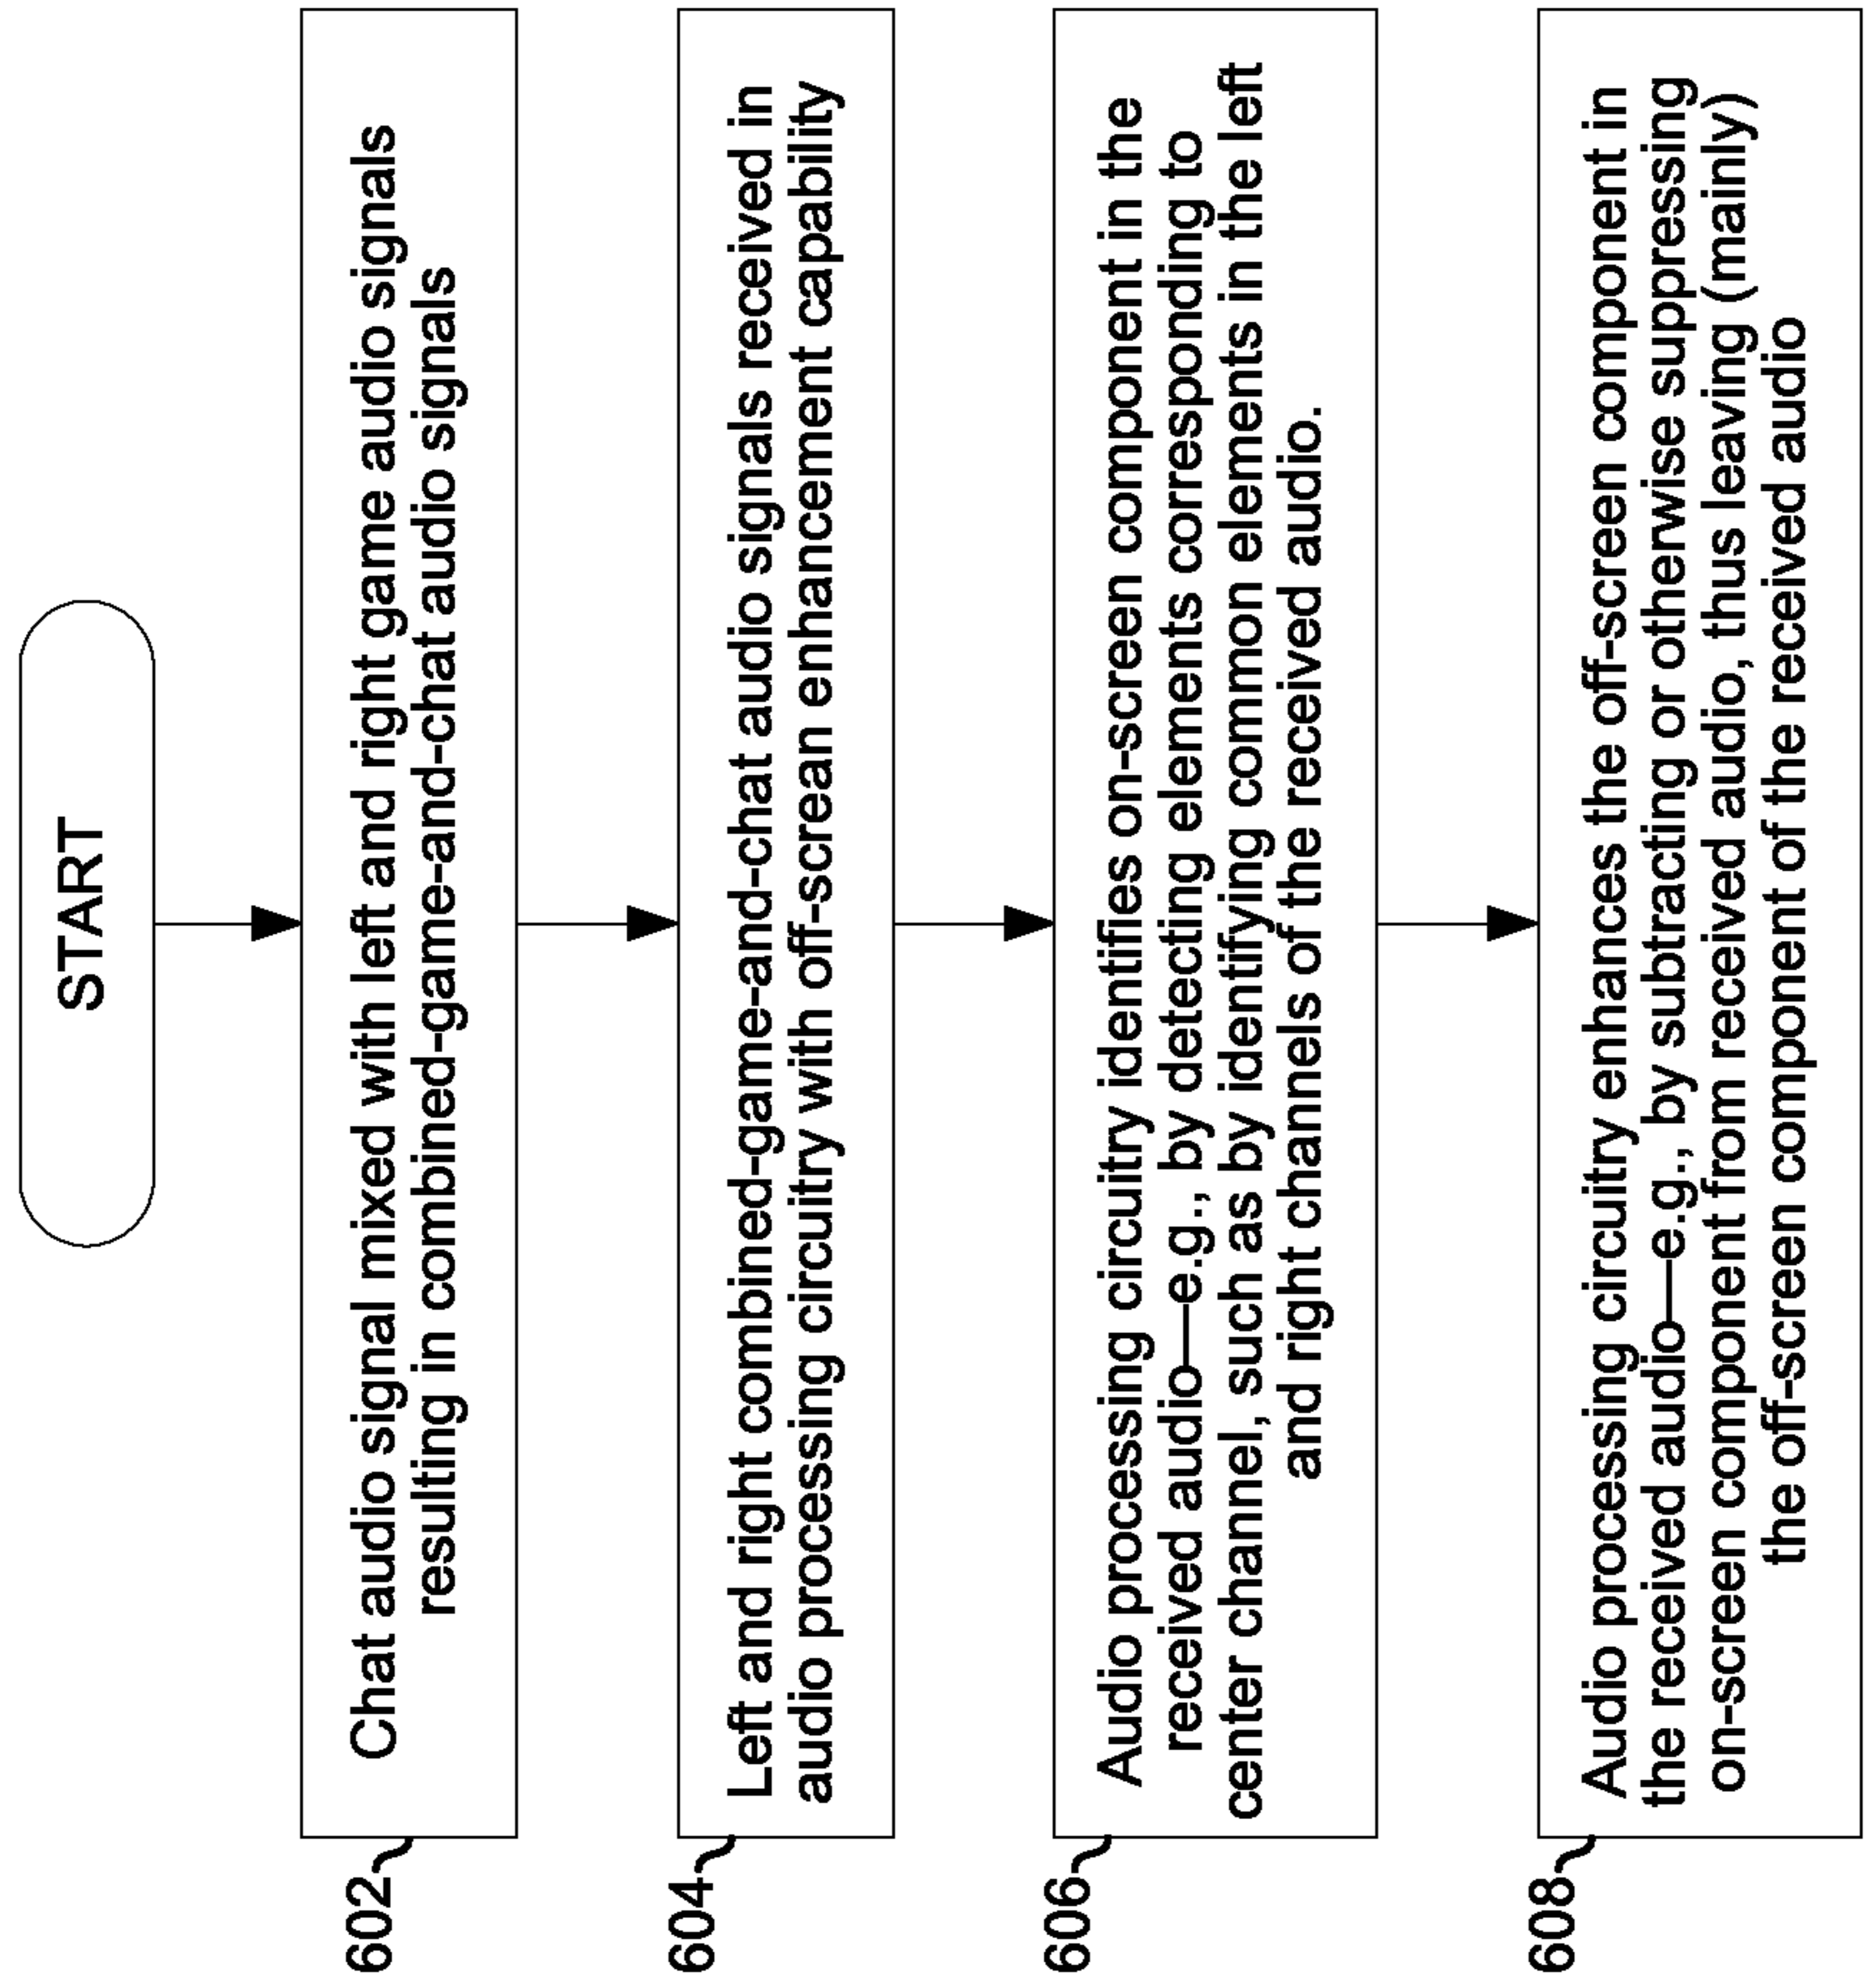 START
602
Chat audio signal mixed with left and right game audio signals
resulting in combined-game-and-chat audio signals
604
Left and right combined-game-and-chat audio signals received in
audio processing circuitry with off-screan enhancement capability
606
Audio processing circuitry identifies on-screen component in the
received audio—e.g., by detecting elements corresponding to
center channel, such as by identifying common elements in the left
and right channels of the received audio.
608
Audio processing circuitry enhances the off-screen component in
the received audio—e.g., by subtracting or otherwise suppressing
on-screen component from received audio, thus leaving (mainly)
the off-screen component of the received audio